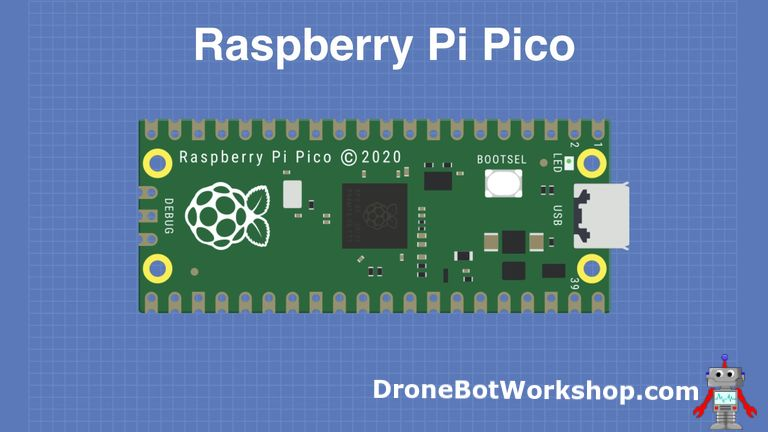 Raspberry Pi Pico
1
2
Raspberry Pi Pico ©2020
BOOTSEL
LED
DEBUG
USB
39
DroneBotWorkshop.com